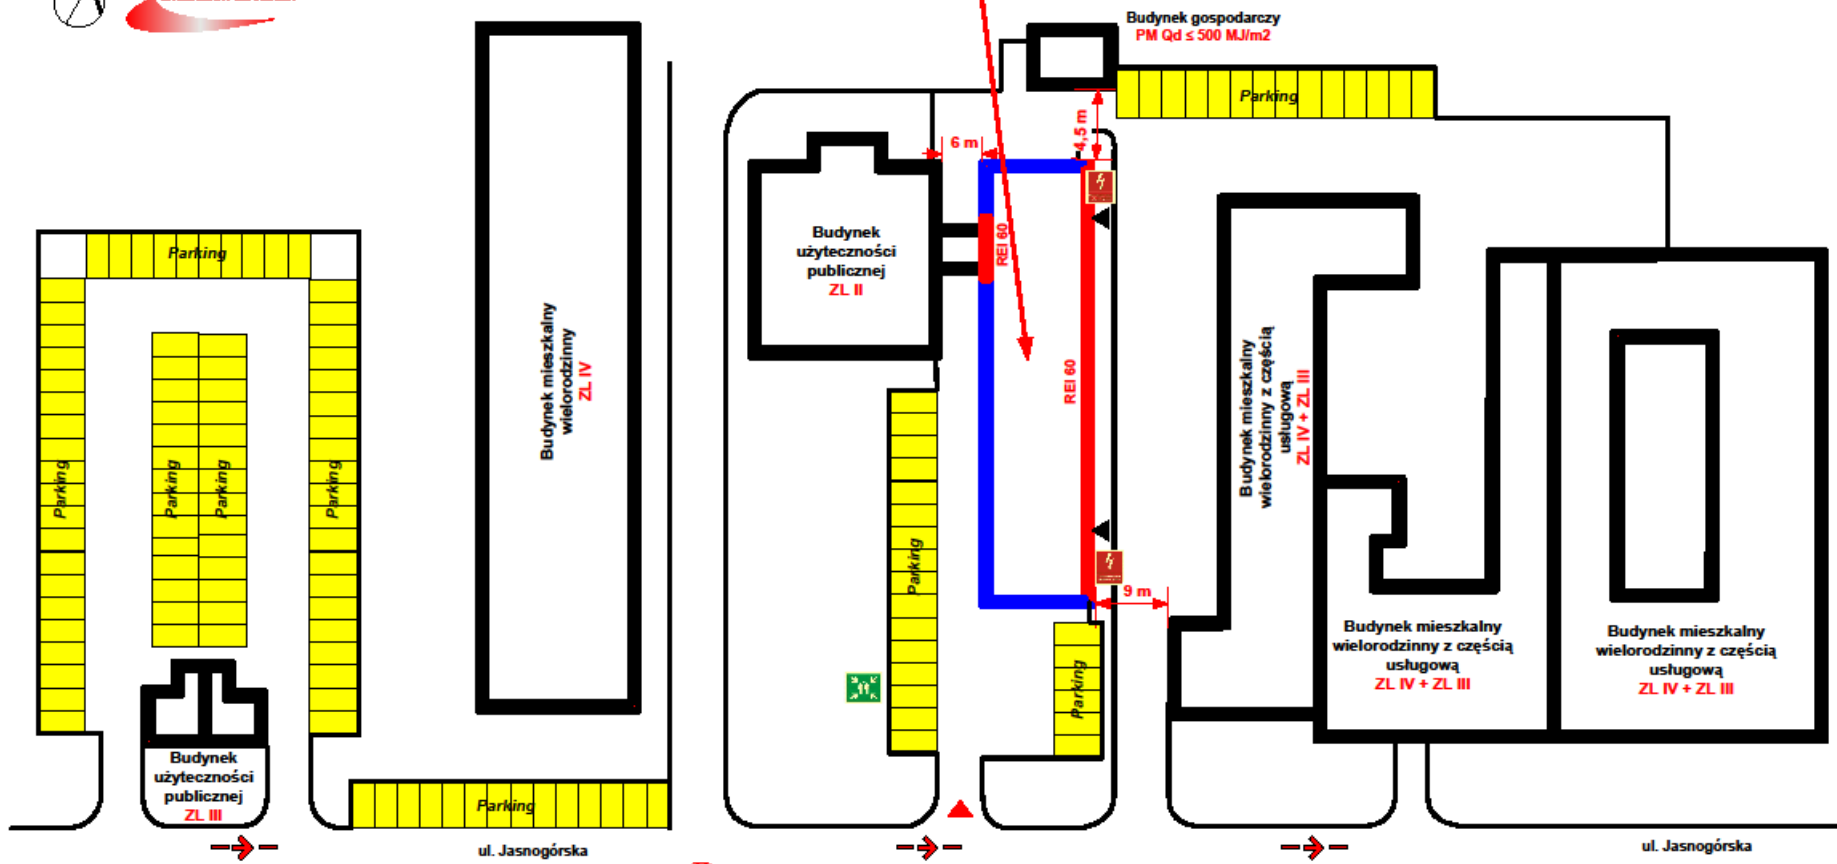 Budynek gospodarczy
PM Qd ≤ 500 MJ/m2
Parking
4,5 m
6 m
Budynek
użyteczności
publicznej
ZL II
REI 60
REI 60
Parking
Parking
Parking
Parking
Parking
Budynek mieszkalny
wielorodzinny
ZL IV
Budynek mieszkalny
wielorodzinny z częścią
usługową
ZL IV + ZL III
Parking
9 m
Parking
Budynek mieszkalny
wielorodzinny z częścią
usługową
ZL IV + ZL III
Budynek mieszkalny
wielorodzinny z częścią
usługową
ZL IV + ZL III
Budynek
użyteczności
publicznej
ZL III
Parking
ul. Jasnogórska
ul. Jasnogórska